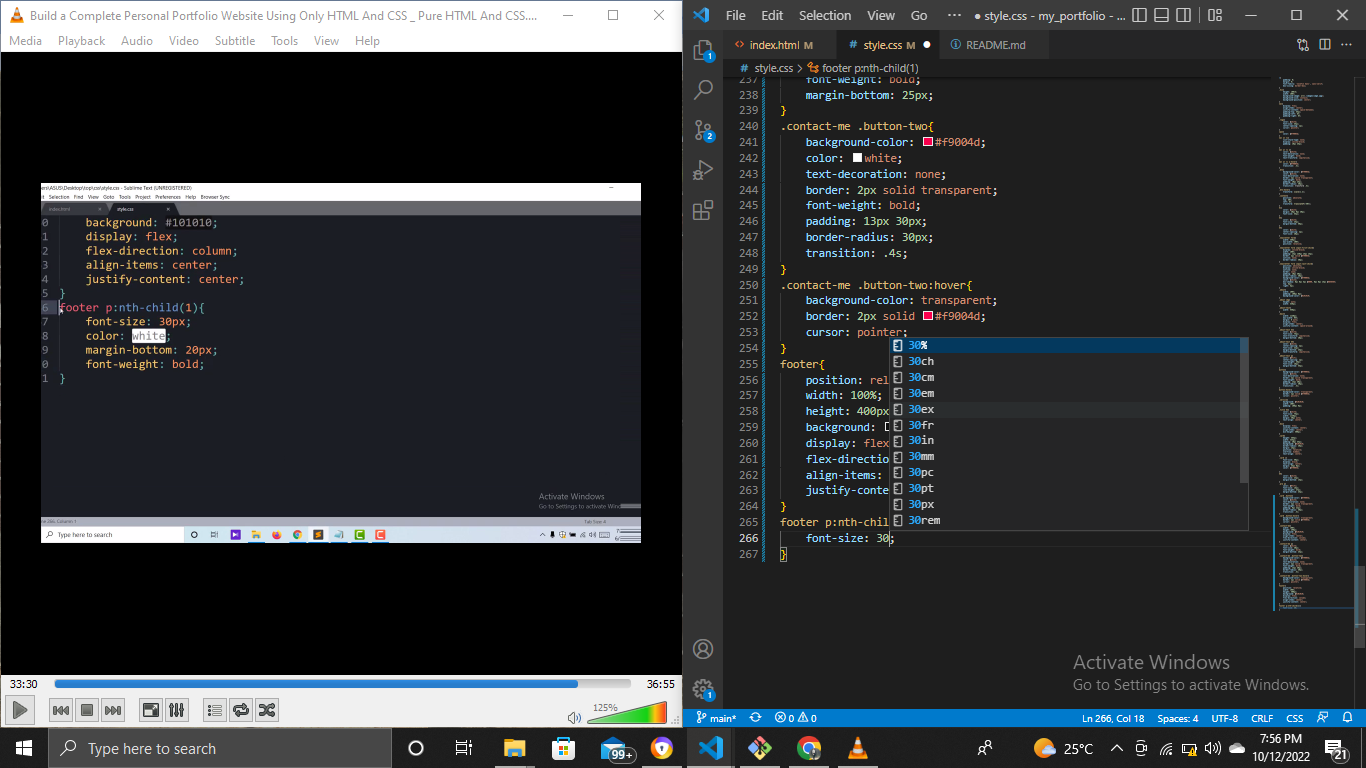 Build a Complete Personal Portfolio Website Using Only HTML And CSS _ Pure HTML And CSS....
Media Playback Audio Video Subtitle Tools View Help
ers\ASUS\Desktop\top\css\style.css - Sublime Text (UNREGISTERED)
Selection Find View Goto Tools Project Preferences Help Browser Sync
index.html style.css
0 background: #101010;
1 display: flex;
2 flex-direction: column;
3 align-items: center;
4 justify-content: center;
5 }
6 footer p:nth-child(1){
7 font-size: 30px;
8 color: white;
9 margin-bottom: 20px;
0 font-weight: bold;
1 }
Activate Windows
Go to Settings to activate Win
Tab Size: 8
Type here to search
33:30 36:55
125%
File Edit Selection View Go ··· ● style.css - my_portfolio - ...
index.html M # style.css M ● README.md
# style.css > footer p:nth-child(1)
237 font-weight: bold;
238 margin-bottom: 25px;
239 }
240 .contact-me .button-two{
241 background-color: #f9004d;
242 color: white;
243 text-decoration: none;
244 border: 2px solid transparent;
245 font-weight: bold;
246 padding: 13px 30px;
247 border-radius: 30px;
248 transition: .4s;
249 }
250 .contact-me .button-two:hover{
251 background-color: transparent;
252 border: 2px solid #f9004d;
253 cursor: pointer;
254 }
255 footer{
256 position: rel
257 width: 100%;
258 height: 400px
259 background:
260 display: flex
261 flex-directio
262 align-items:
263 justify-conte
264 }
265 footer p:nth-chil
266 font-size: 30;
267 }
30%
30ch
30cm
30em
30ex
30fr
30in
30mm
30pc
30pt
30px
30rem
1
2
1
Activate Windows
Go to Settings to activate Windows.
main* 0 0 Ln 266, Col 18 Spaces: 4 UTF-8 CRLF CSS
Type here to search 99+ 25°C 7:56 PM
10/12/2022 21